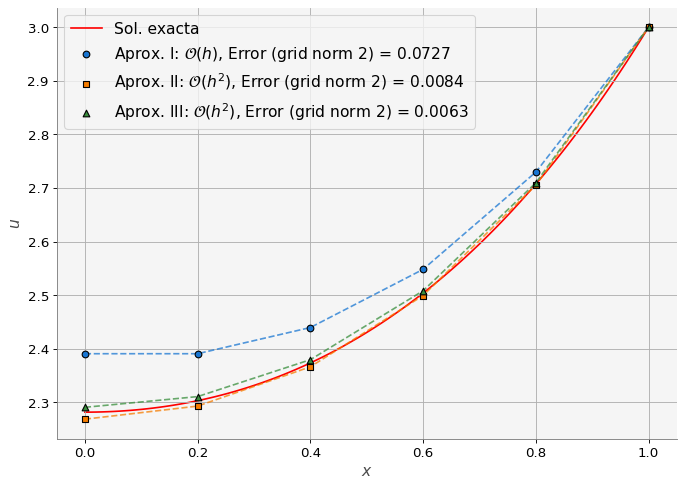 Sol. exacta
Aprox. I: 𝒪(h), Error (grid norm 2) = 0.0727
Aprox. II: 𝒪(h²), Error (grid norm 2) = 0.0084
Aprox. III: 𝒪(h²), Error (grid norm 2) = 0.0063
3.0
2.9
2.8
2.7
2.6
2.5
2.4
2.3
u
0.0 0.2 0.4 0.6 0.8 1.0
x